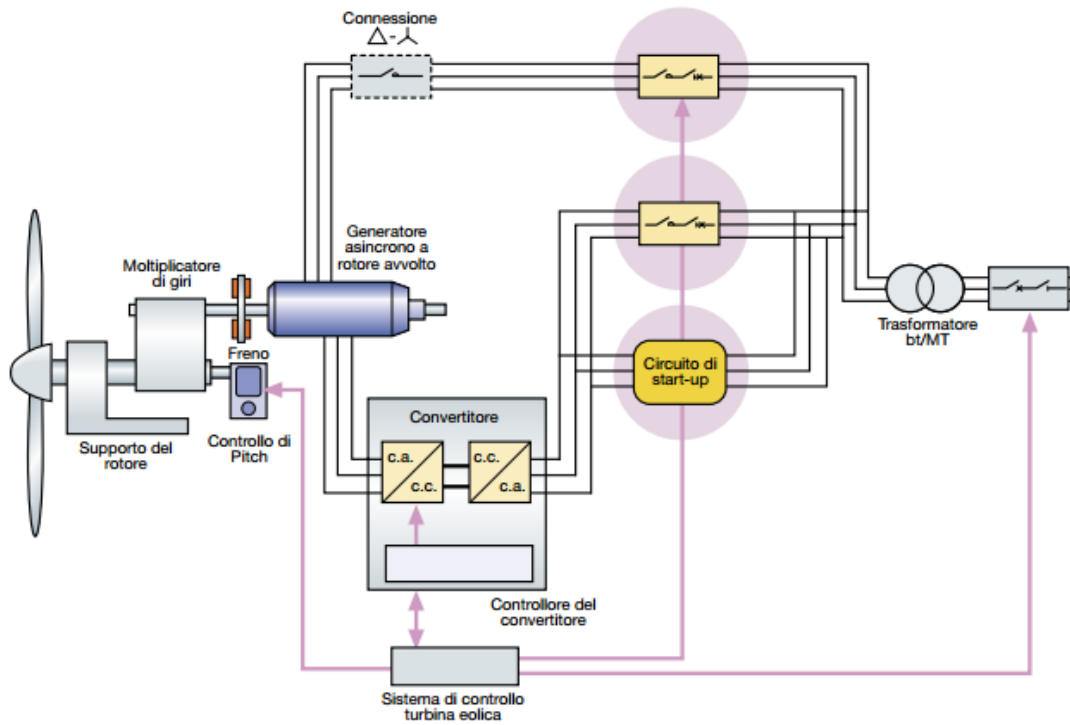 Connessione
Generatore
asincrono a
rotore avvolto
Moltiplicatore
di giri
Freno
Supporto del
rotore
Controllo di
Pitch
Convertitore
c.a.
c.c.
c.c.
c.a.
Controllore del
convertitore
Circuito di
start-up
Trasformatore
bt/MT
Sistema di controllo
turbina eolica